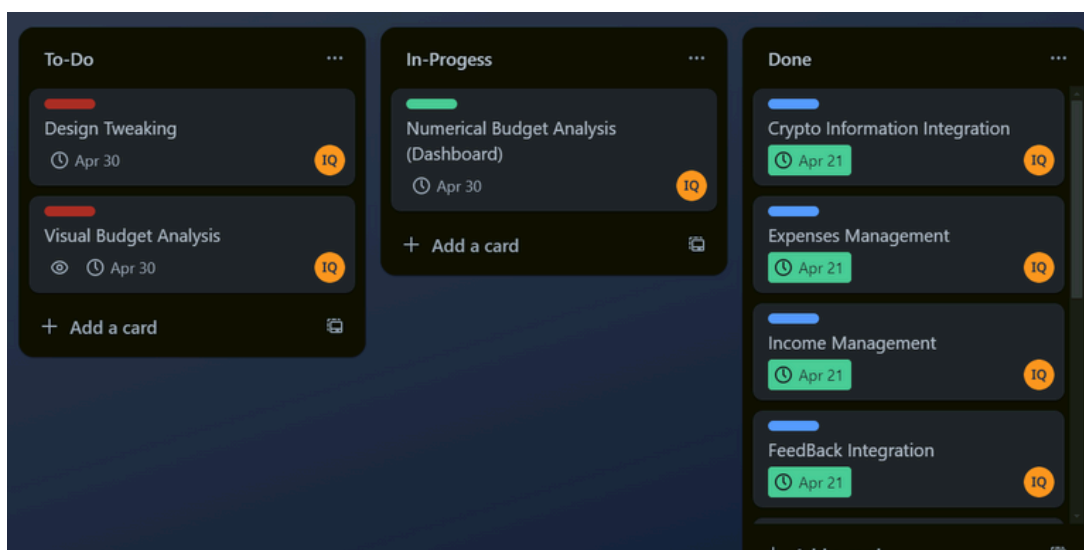 To-Do
Design Tweaking
Apr 30
IQ
Visual Budget Analysis
Apr 30
IQ
+ Add a card
In-Progess
Numerical Budget Analysis
(Dashboard)
Apr 30
IQ
+ Add a card
Done
Crypto Information Integration
Apr 21
IQ
Expenses Management
Apr 21
IQ
Income Management
Apr 21
IQ
FeedBack Integration
Apr 21
IQ